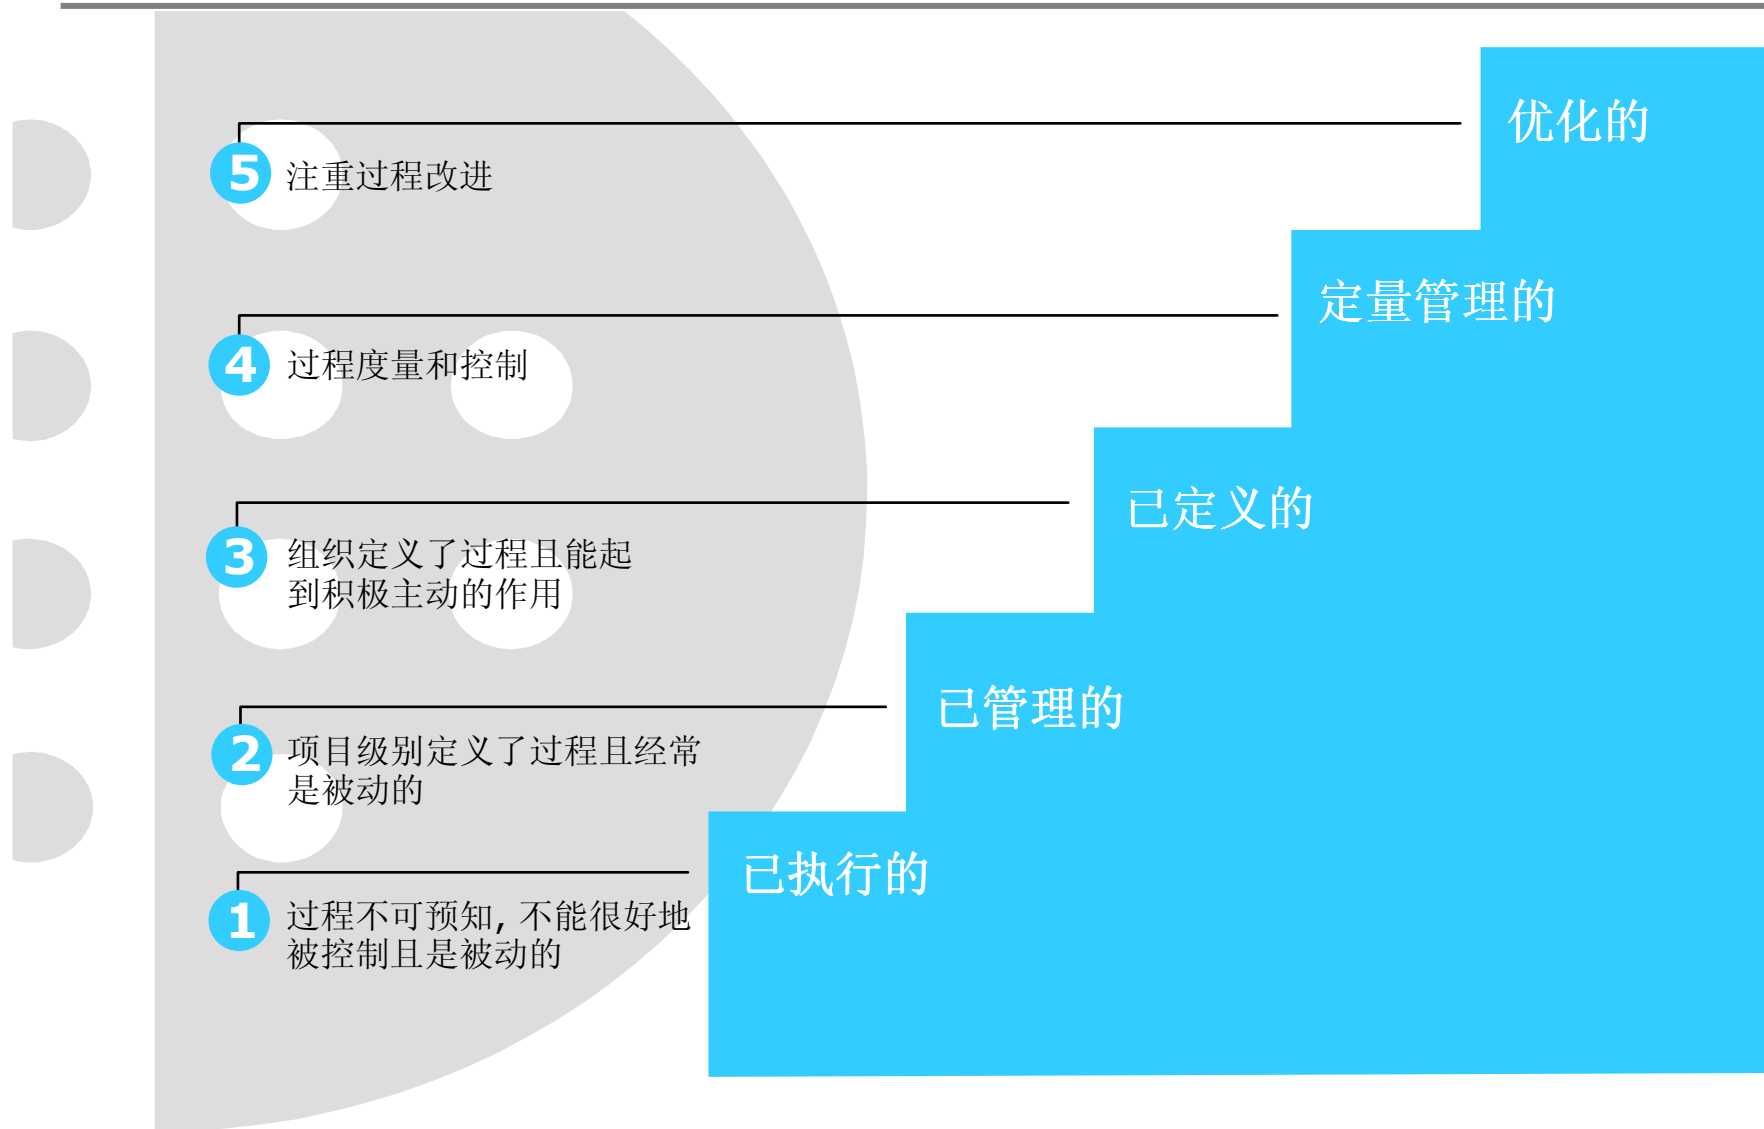 优化的
5
注重过程改进
定量管理的
4
过程度量和控制
已定义的
3
组织定义了过程且能起
到积极主动的作用
已管理的
2
项目级别定义了过程且经常
是被动的
已执行的
1
过程不可预知, 不能很好地
被控制且是被动的